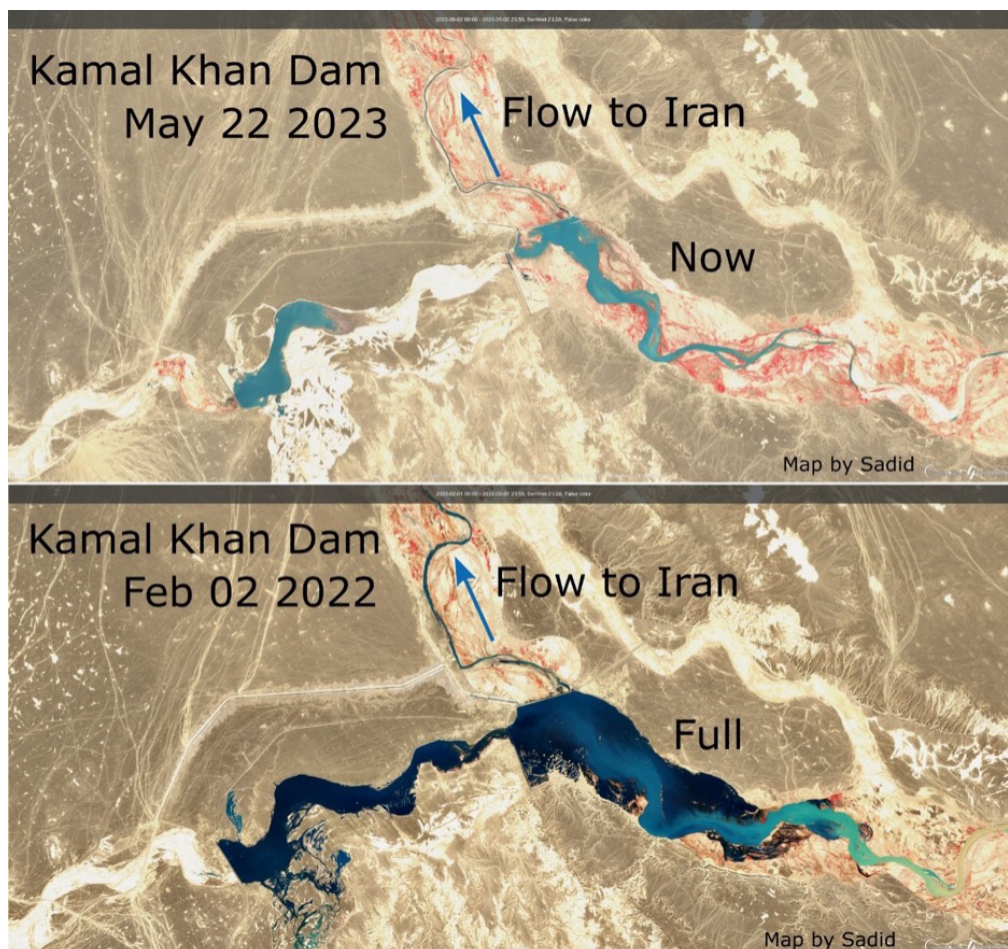 Kamal Khan Dam
May 22 2023
Flow to Iran
Now
Map by Sadid
Kamal Khan Dam
Feb 02 2022
Flow to Iran
Full
Map by Sadid